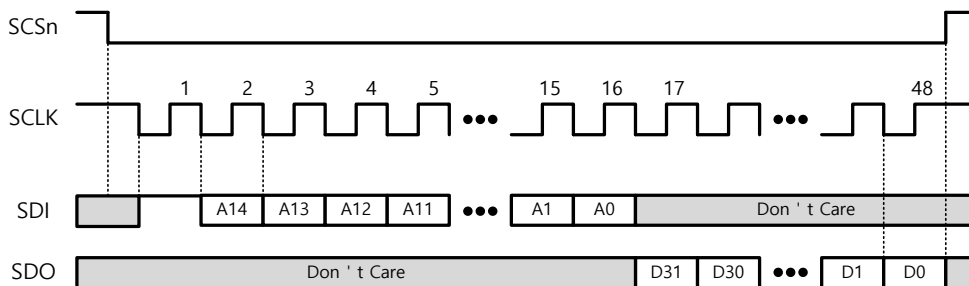 SCSn
1 2 3 4 5 15 16 17 48
SCLK •••  •••
SDI A14 A13 A12 A11 ••• A1 A0 Don ' t Care
SDO Don ' t Care D31 D30 ••• D1 D0